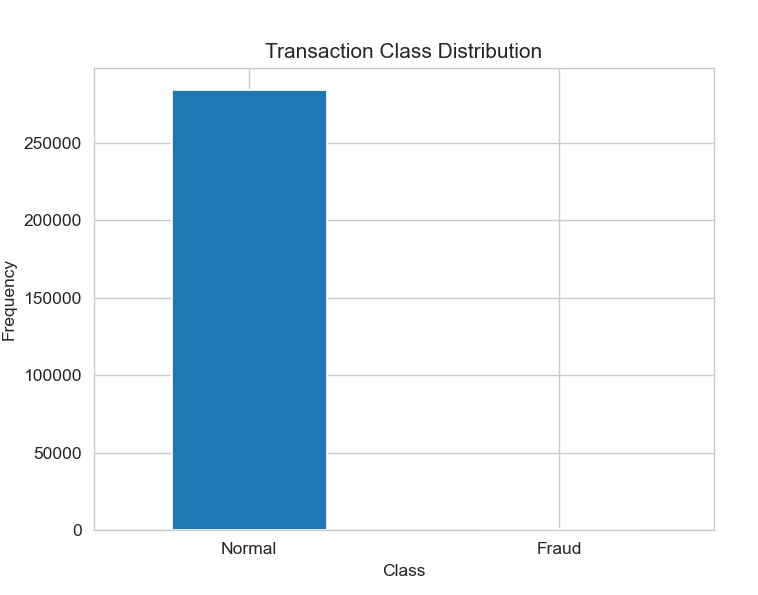 Transaction Class Distribution
250000
200000
150000
100000
50000
0
Frequency
Normal Fraud
Class